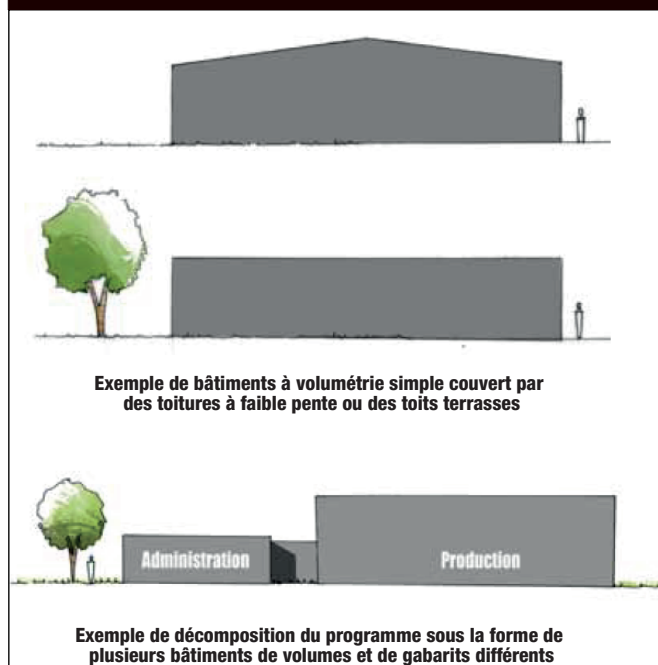 Exemple de bâtiments à volumétrie simple couvert par
des toitures à faible pente ou des toits terrasses
Administration
Production
Exemple de décomposition du programme sous la forme de
plusieurs bâtiments de volumes et de gabarits différents